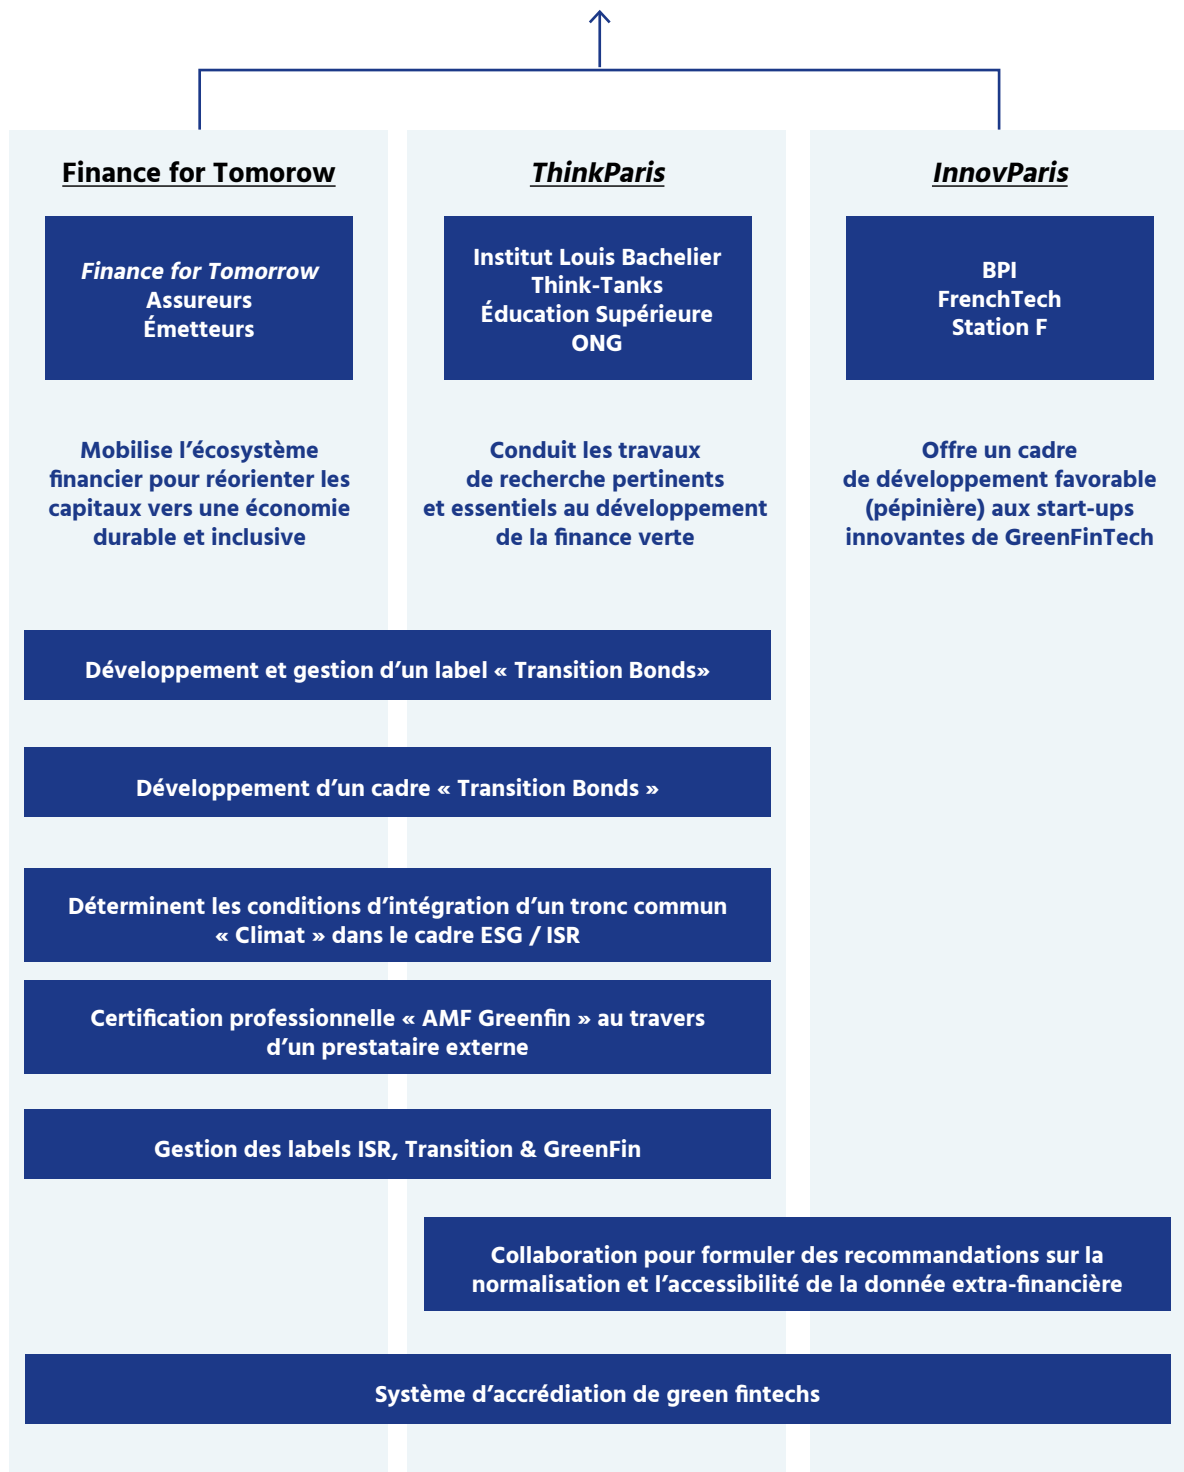 Finance for Tomorow
Finance for Tomorrow
Assureurs
Émetteurs
Mobilise l’écosystème
financier pour réorienter les
capitaux vers une économie
durable et inclusive
ThinkParis
Institut Louis Bachelier
Think-Tanks
Éducation Supérieure
ONG
Conduit les travaux
de recherche pertinents
et essentiels au développement
de la finance verte
InnovParis
BPI
FrenchTech
Station F
Offre un cadre
de développement favorable
(pépinière) aux start-ups
innovantes de GreenFinTech
Développement et gestion d’un label « Transition Bonds»
Développement d’un cadre « Transition Bonds »
Déterminent les conditions d’intégration d’un tronc commun
« Climat » dans le cadre ESG / ISR
Certification professionnelle « AMF Greenfin » au travers
d’un prestataire externe
Gestion des labels ISR, Transition & GreenFin
Collaboration pour formuler des recommandations sur la
normalisation et l’accessibilité de la donnée extra-financière
Système d’accrédiation de green fintechs